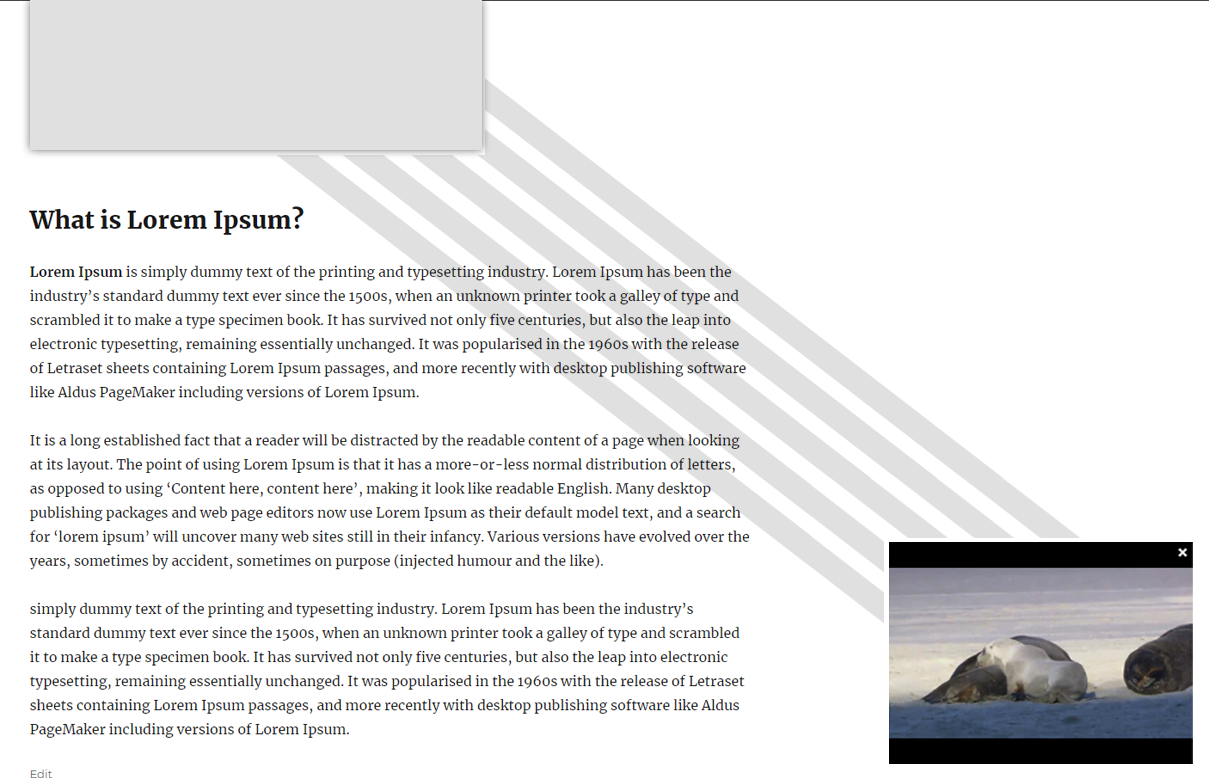 What is Lorem Ipsum?
Lorem Ipsum is simply dummy text of the printing and typesetting industry. Lorem Ipsum has been the
industry’s standard dummy text ever since the 1500s, when an unknown printer took a galley of type and
scrambled it to make a type specimen book. It has survived not only five centuries, but also the leap into
electronic typesetting, remaining essentially unchanged. It was popularised in the 1960s with the release
of Letraset sheets containing Lorem Ipsum passages, and more recently with desktop publishing software
like Aldus PageMaker including versions of Lorem Ipsum.
It is a long established fact that a reader will be distracted by the readable content of a page when looking
at its layout. The point of using Lorem Ipsum is that it has a more-or-less normal distribution of letters,
as opposed to using ‘Content here, content here’, making it look like readable English. Many desktop
publishing packages and web page editors now use Lorem Ipsum as their default model text, and a search
for ‘lorem ipsum’ will uncover many web sites still in their infancy. Various versions have evolved over the
years, sometimes by accident, sometimes on purpose (injected humour and the like).
simply dummy text of the printing and typesetting industry. Lorem Ipsum has been the industry’s
standard dummy text ever since the 1500s, when an unknown printer took a galley of type and scrambled
it to make a type specimen book. It has survived not only five centuries, but also the leap into electronic
typesetting, remaining essentially unchanged. It was popularised in the 1960s with the release of Letraset
sheets containing Lorem Ipsum passages, and more recently with desktop publishing software like Aldus
PageMaker including versions of Lorem Ipsum.
Edit